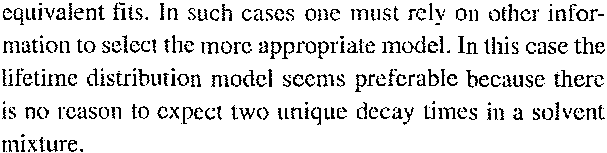 equivalent fits. In such cases one must rely on other infor-
mation to select the more appropriate model. In this case the
lifetime distribution model seems preferable because there
is no reason to expect two unique decay times in a solvent
mixture.